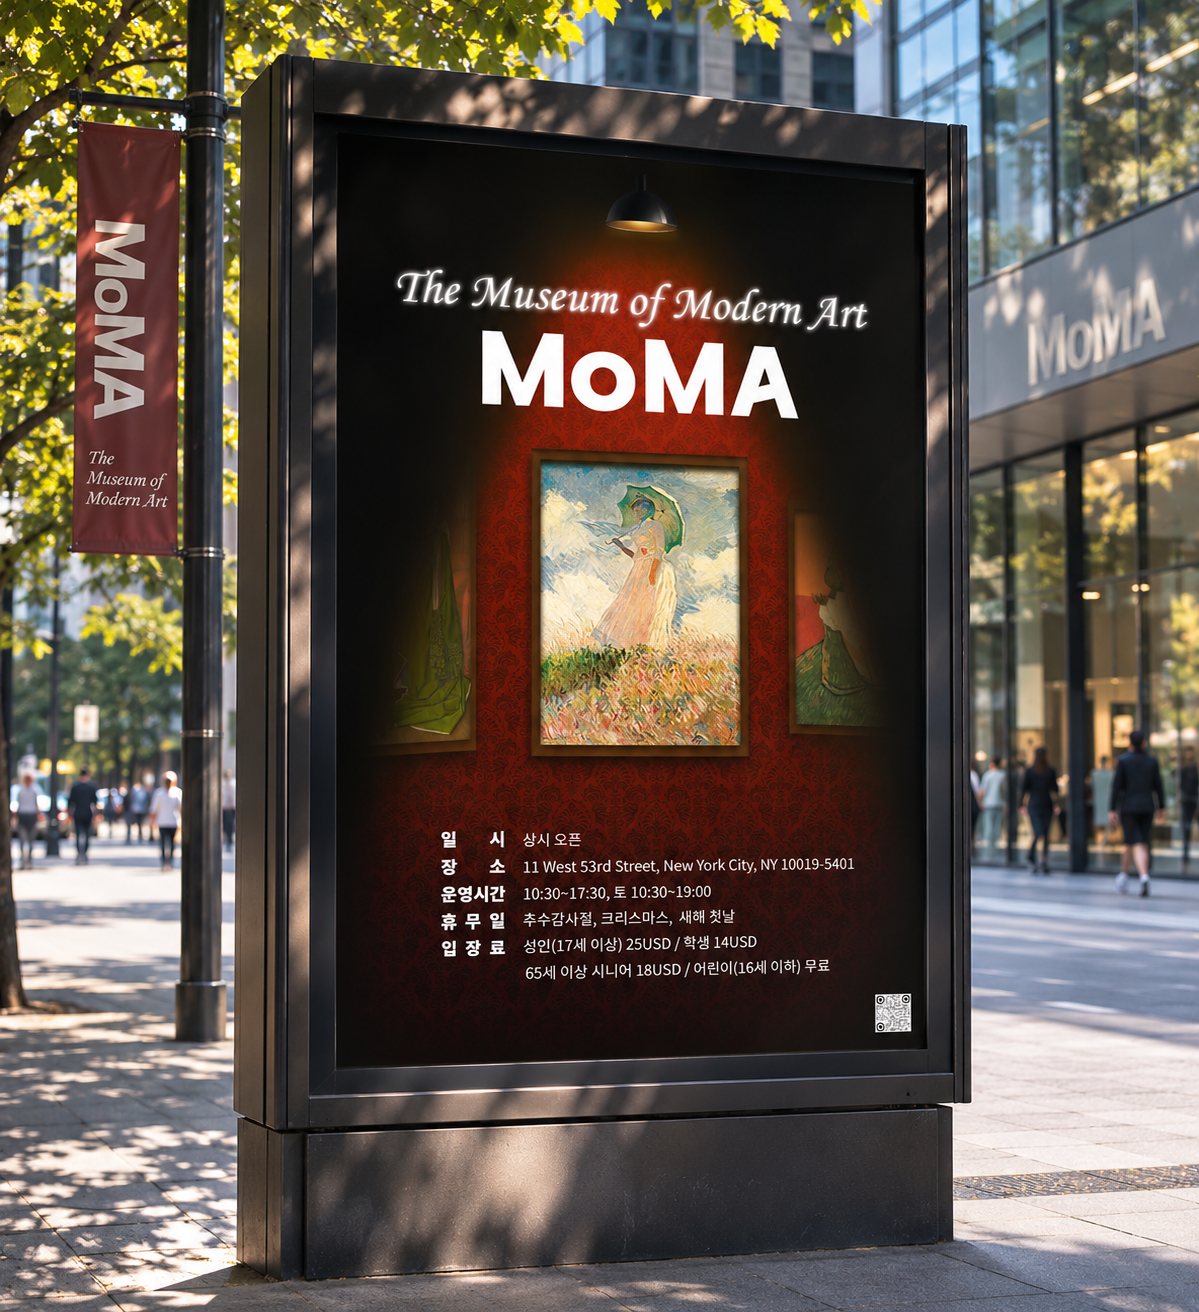 MoMA
The
Museum of
Modern Art
The Museum of Modern Art
MoMA
MoMA
일 시 상시 오픈
장 소 11 West 53rd Street, New York City, NY 10019-5401
운영시간 10:30~17:30, 토 10:30~19:00
휴 무 일 추수감사절, 크리스마스, 새해 첫날
입 장 료 성인(17세 이상) 25USD / 학생 14USD
65세 이상 시니어 18USD / 어린이(16세 이하) 무료